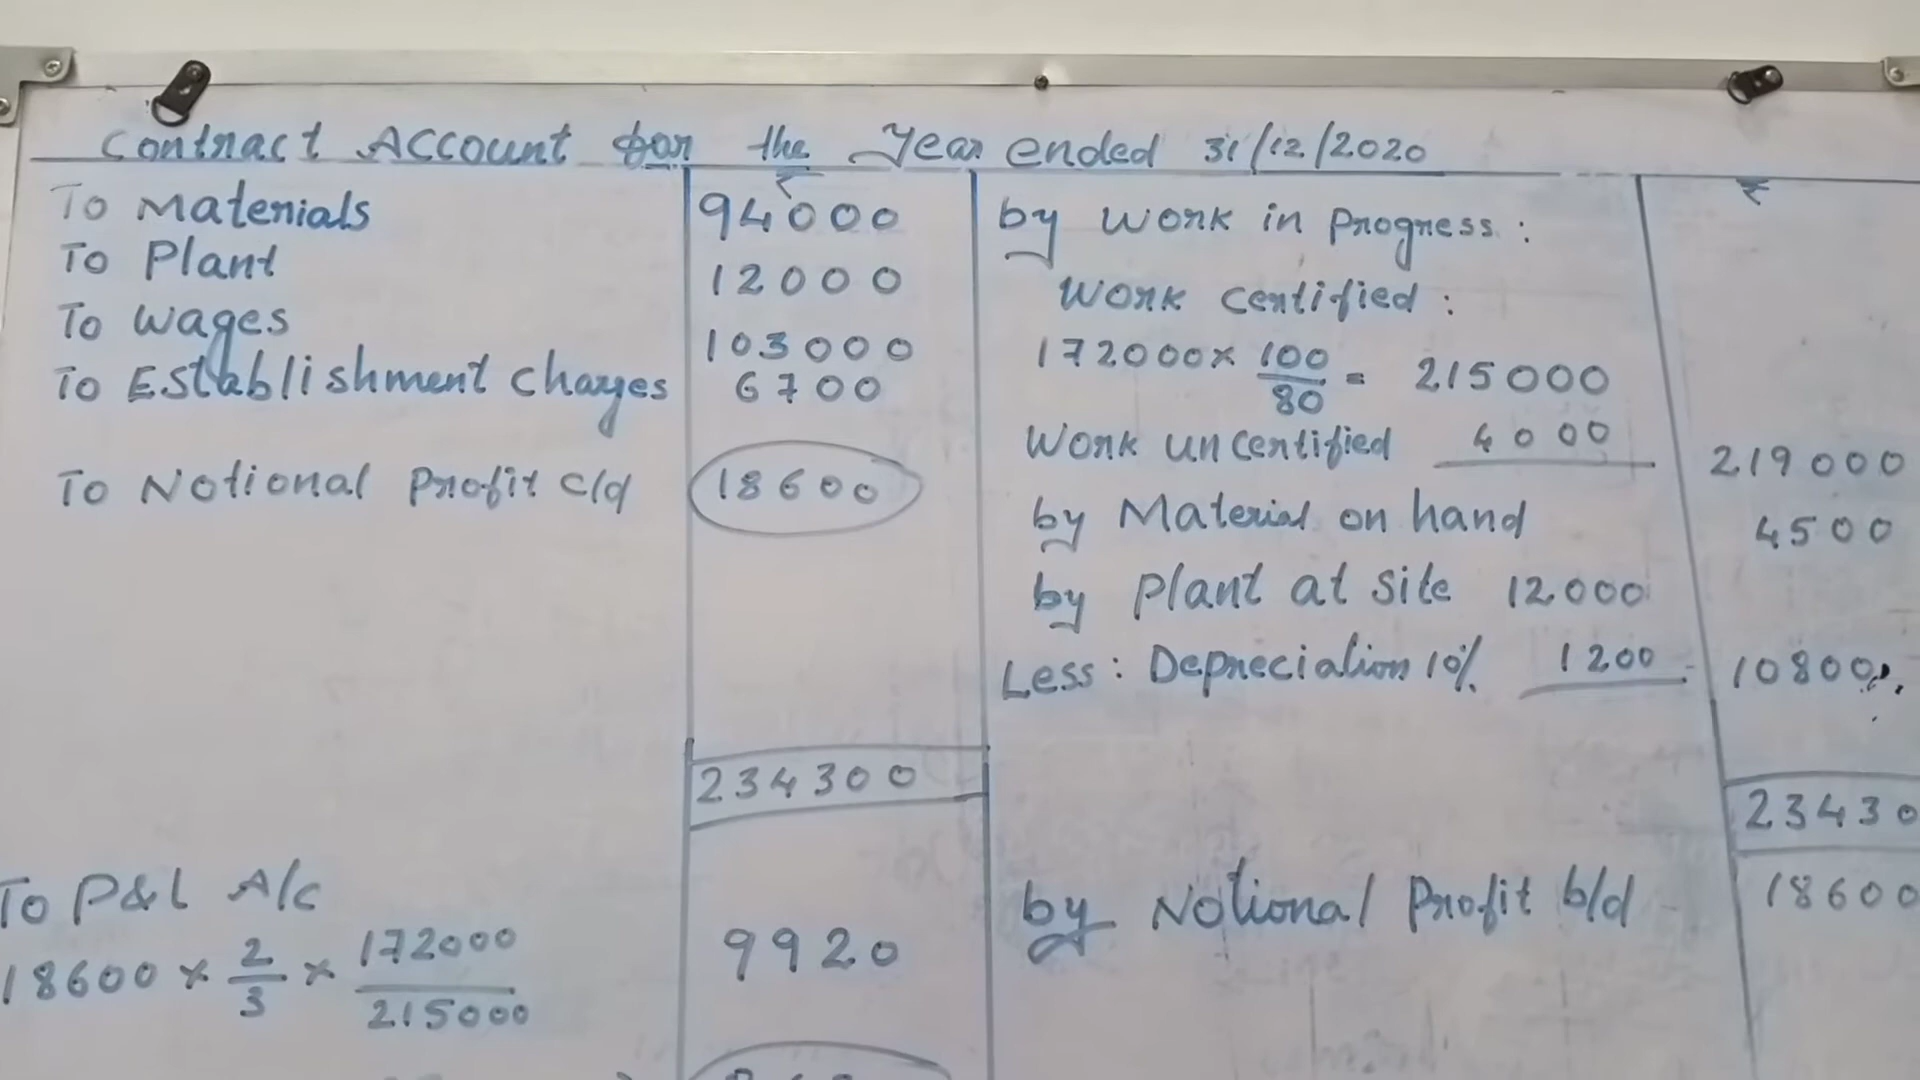 Contract Account for the Year ended 31/12/2020
₹ ₹
To Materials 94000 by Work in Progress :
To Plant 12000 Work Certified :
To Wages 103000 172000 × 100/80 = 215000
To Establishment Charges 6700 Work uncertified 4000 219000
To Notional Profit c/d 18600 by Material on hand 4500
by Plant at site 12000
Less : Depreciation 10% 1200 10800
234300 23430
To P&L A/c by Notional Profit b/d 18600
18600 × 2/3 × 172000/215000 9920